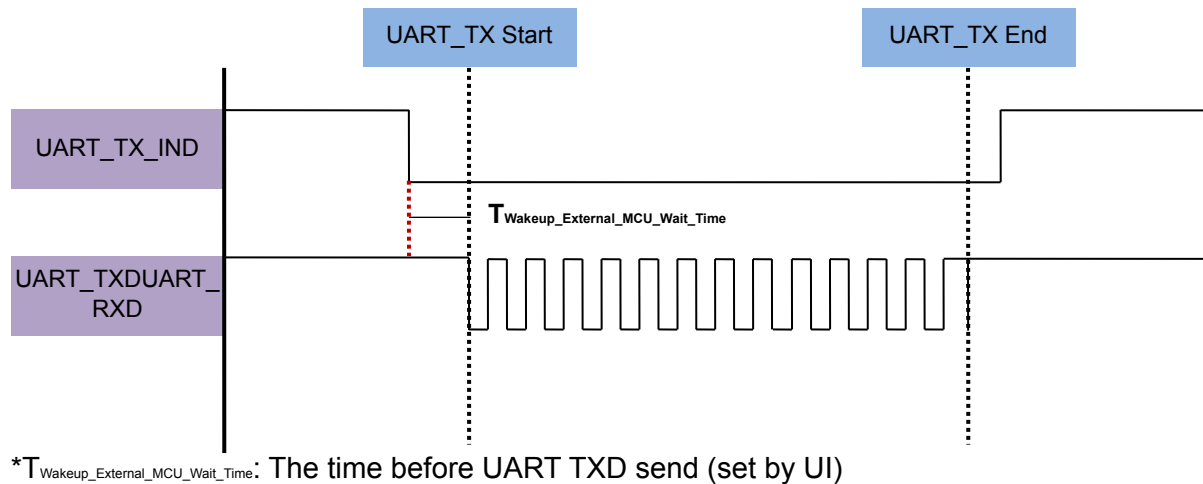 UART_TX Start
UART_TX End
UART_TX_IND
TWakeup_External_MCU_Wait_Time
UART_TXDUART_
RXD
*TWakeup_External_MCU_Wait_Time: The time before UART TXD send (set by UI)